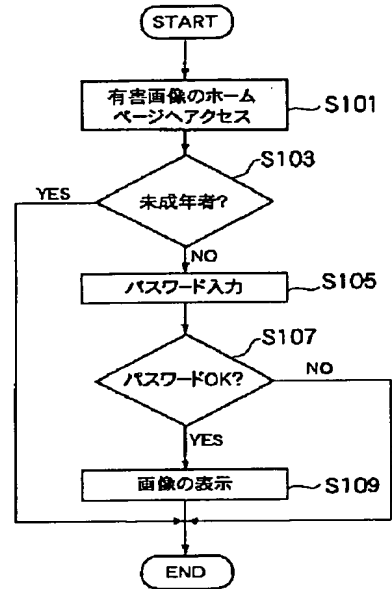 START
有害画像のホーム
ページへアクセス
S101
S103
YES
未成年者?
NO
パスワード入力
S105
S107
パスワードOK?
NO
YES
画像の表示
S109
END